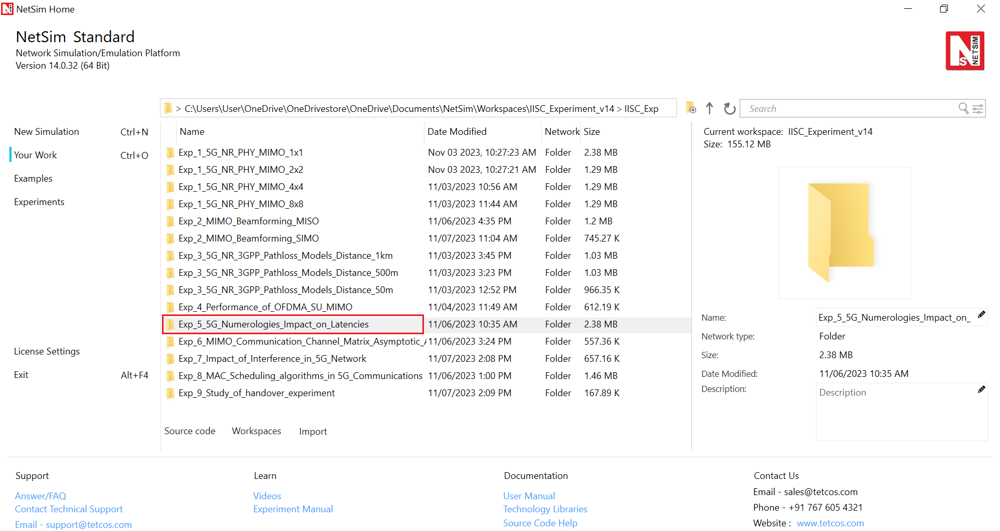 NetSim Home
NetSim Standard
Network Simulation/Emulation Platform
Version 14.0.32 (64 Bit)
NS NETSIM
> C:\Users\User\OneDrive\OneDrivestore\OneDrive\Documents\NetSim\Workspaces\IISC_Experiment_v14 > IISC_Exp
Search
New Simulation Ctrl+N
Your Work Ctrl+O
Examples
Experiments
License Settings
Exit Alt+F4
Name Date Modified Network Size
Exp_1_5G_NR_PHY_MIMO_1x1 Nov 03 2023, 10:27:23 AM Folder 2.38 MB
Exp_1_5G_NR_PHY_MIMO_2x2 Nov 03 2023, 10:27:21 AM Folder 1.29 MB
Exp_1_5G_NR_PHY_MIMO_4x4 11/03/2023 10:56 AM Folder 1.29 MB
Exp_1_5G_NR_PHY_MIMO_8x8 11/03/2023 11:44 AM Folder 1.29 MB
Exp_2_MIMO_Beamforming_MISO 11/06/2023 4:35 PM Folder 1.2 MB
Exp_2_MIMO_Beamforming_SIMO 11/07/2023 11:04 AM Folder 745.27 K
Exp_3_5G_NR_3GPP_Pathloss_Models_Distance_1km 11/03/2023 3:45 PM Folder 1.03 MB
Exp_3_5G_NR_3GPP_Pathloss_Models_Distance_500m 11/03/2023 3:23 PM Folder 1.03 MB
Exp_3_5G_NR_3GPP_Pathloss_Models_Distance_50m 11/03/2023 12:52 PM Folder 966.35 K
Exp_4_Performance_of_OFDMA_SU_MIMO 11/04/2023 11:49 AM Folder 612.19 K
Exp_5_5G_Numerologies_Impact_on_Latencies 11/06/2023 10:35 AM Folder 2.38 MB
Exp_6_MIMO_Communication_Channel_Matrix_Asymptotic_A 11/06/2023 3:24 PM Folder 557.36 K
Exp_7_Impact_of_Interference_in_5G_Network 11/07/2023 2:08 PM Folder 657.16 K
Exp_8_MAC_Scheduling_algorithms_in 5G_Communications 11/06/2023 1:00 PM Folder 1.46 MB
Exp_9_Study_of_handover_experiment 11/07/2023 2:09 PM Folder 167.89 K
Source code Workspaces Import
Current workspace: IISC_Experiment_v14
Size: 155.12 MB
Name: Exp_5_5G_Numerologies_Impact_on_
Network type: Folder
Size: 2.38 MB
Date Modified: 11/06/2023 10:35 AM
Description: Description
Support
Answer/FAQ
Contact Technical Support
Email - support@tetcos.com
Learn
Videos
Experiment Manual
Documentation
User Manual
Technology Libraries
Source Code Help
Contact Us
Email - sales@tetcos.com
Phone - +91 767 605 4321
Website : www.tetcos.com